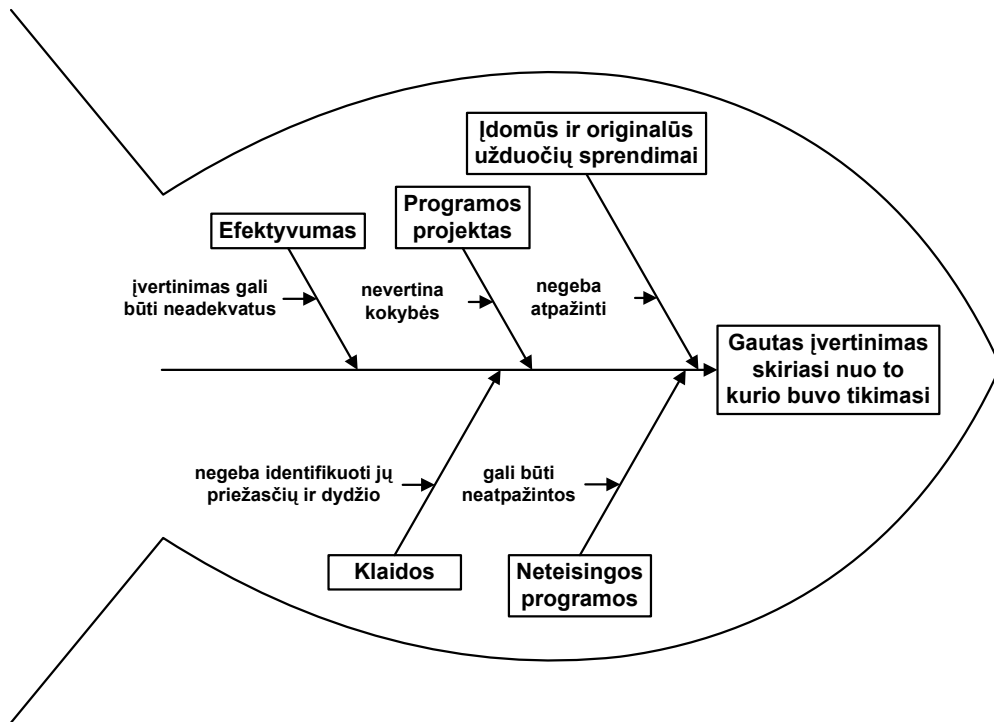 Įdomūs ir originalūs
užduočių sprendimai
Programos
projektas
Efektyvumas
įvertinimas gali
būti neadekvatus
nevertina
kokybės
negeba
atpažinti
Gautas įvertinimas
skiriasi nuo to
kurio buvo tikimasi
negeba identifikuoti jų
priežasčių ir dydžio
gali būti
neatpažintos
Klaidos
Neteisingos
programos